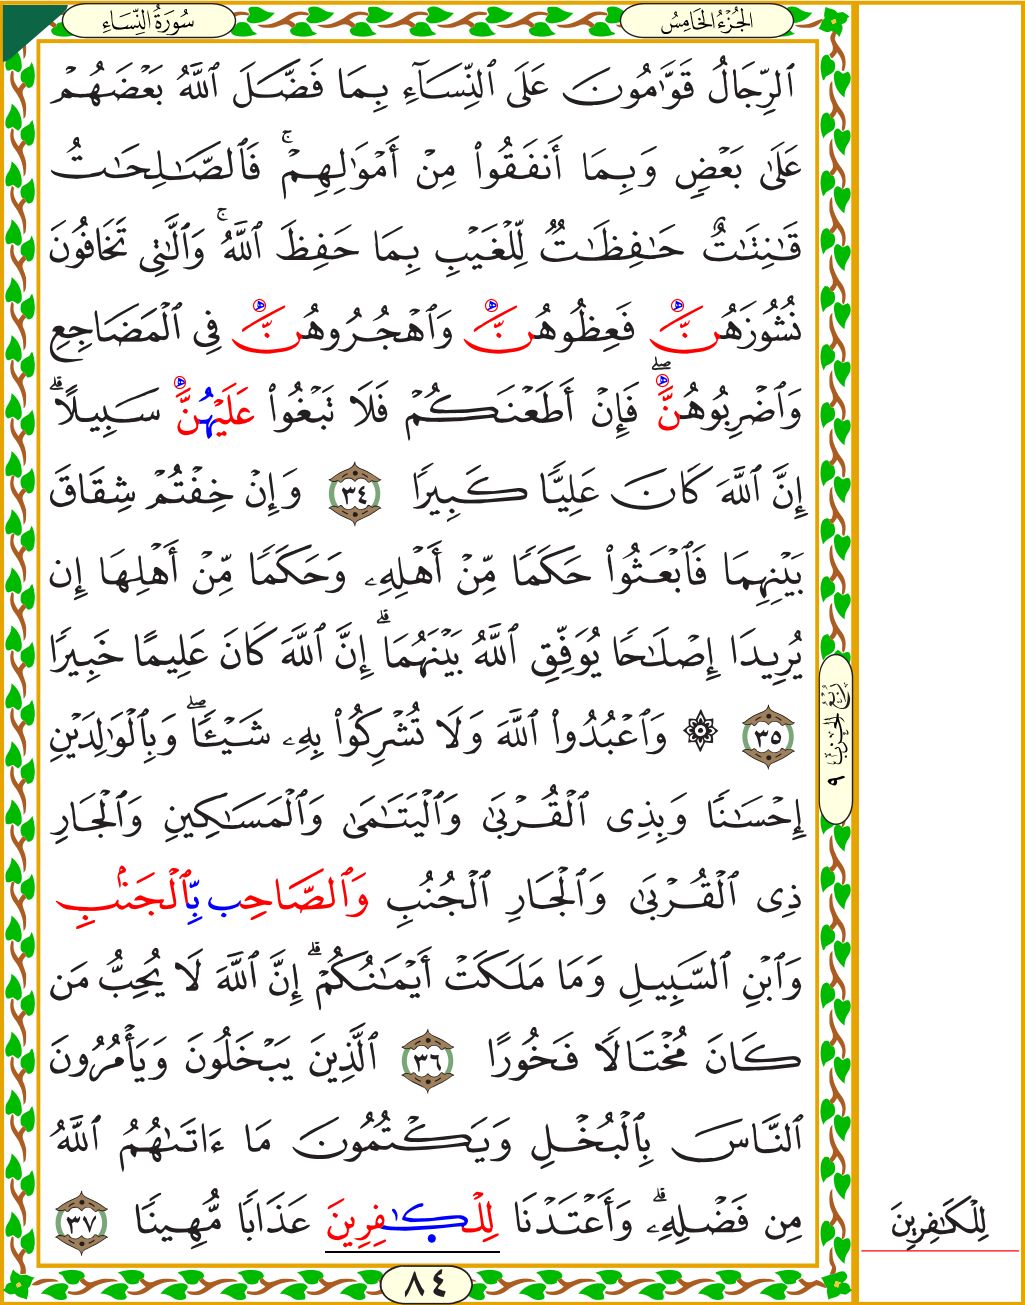 سُورَةُ النِّسَاءِ
الجُزْءُ الخَامِسُ
ٱلرِّجَالُ قَوَّٰمُونَ عَلَى ٱلنِّسَآءِ بِمَا فَضَّلَ ٱللَّهُ بَعْضَهُمْ
عَلَىٰ بَعْضٍ وَبِمَآ أَنفَقُوا۟ مِنْ أَمْوَٰلِهِمْ ۚ فَٱلصَّـٰلِحَـٰتُ
قَـٰنِتَـٰتٌ حَـٰفِظَـٰتٌ لِّلْغَيْبِ بِمَا حَفِظَ ٱللَّهُ ۚ وَٱلَّـٰتِى تَخَافُونَ
نُشُوزَهُنَّ فَعِظُوهُنَّ وَٱهْجُرُوهُنَّ فِى ٱلْمَضَاجِعِ
وَٱضْرِبُوهُنَّ ۖ فَإِنْ أَطَعْنَكُمْ فَلَا تَبْغُوا۟ عَلَيْهُنَّ سَبِيلًا ۗ
إِنَّ ٱللَّهَ كَانَ عَلِيًّا كَبِيرًا ٣٤ وَإِنْ خِفْتُمْ شِقَاقَ
بَيْنِهِمَا فَٱبْعَثُوا۟ حَكَمًا مِّنْ أَهْلِهِۦ وَحَكَمًا مِّنْ أَهْلِهَا إِن
يُرِيدَا إِصْلَـٰحًا يُوَفِّقِ ٱللَّهُ بَيْنَهُمَا ۗ إِنَّ ٱللَّهَ كَانَ عَلِيمًا خَبِيرًا
٣٥ ۞ وَٱعْبُدُوا۟ ٱللَّهَ وَلَا تُشْرِكُوا۟ بِهِۦ شَيْـًٔا ۖ وَبِٱلْوَٰلِدَيْنِ
إِحْسَـٰنًا وَبِذِى ٱلْقُرْبَىٰ وَٱلْيَتَـٰمَىٰ وَٱلْمَسَـٰكِينِ وَٱلْجَارِ
ذِى ٱلْقُرْبَىٰ وَٱلْجَارِ ٱلْجُنُبِ وَٱلصَّاحِب بِّٱلْجَنۢبِ
وَٱبْنِ ٱلسَّبِيلِ وَمَا مَلَكَتْ أَيْمَـٰنُكُمْ ۗ إِنَّ ٱللَّهَ لَا يُحِبُّ مَن
كَانَ مُخْتَالًا فَخُورًا ٣٦ ٱلَّذِينَ يَبْخَلُونَ وَيَأْمُرُونَ
ٱلنَّاسَ بِٱلْبُخْلِ وَيَكْتُمُونَ مَا ءَاتَىٰهُمُ ٱللَّهُ
مِن فَضْلِهِۦ ۗ وَأَعْتَدْنَا لِلْكَـٰفِرِينَ عَذَابًا مُّهِينًا ٣٧
رُبْعُ الحِزْبِ ٩
لِلْكَـٰفِرِينَ
٨٤